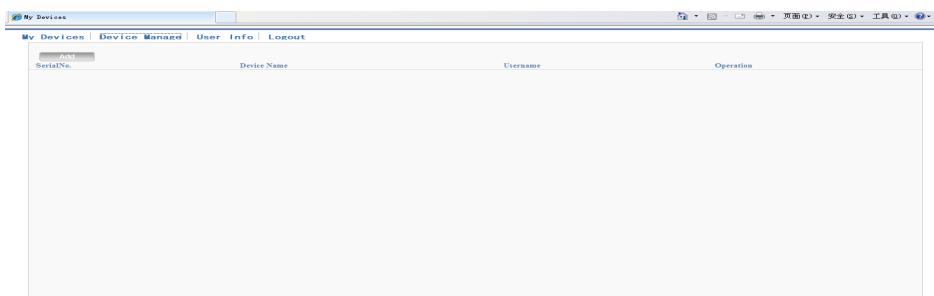 My Devices 页面(P) 安全(S) 工具(O)
My Devices Device Manage User Info Logout
Add
SerialNo. Device Name Username Operation